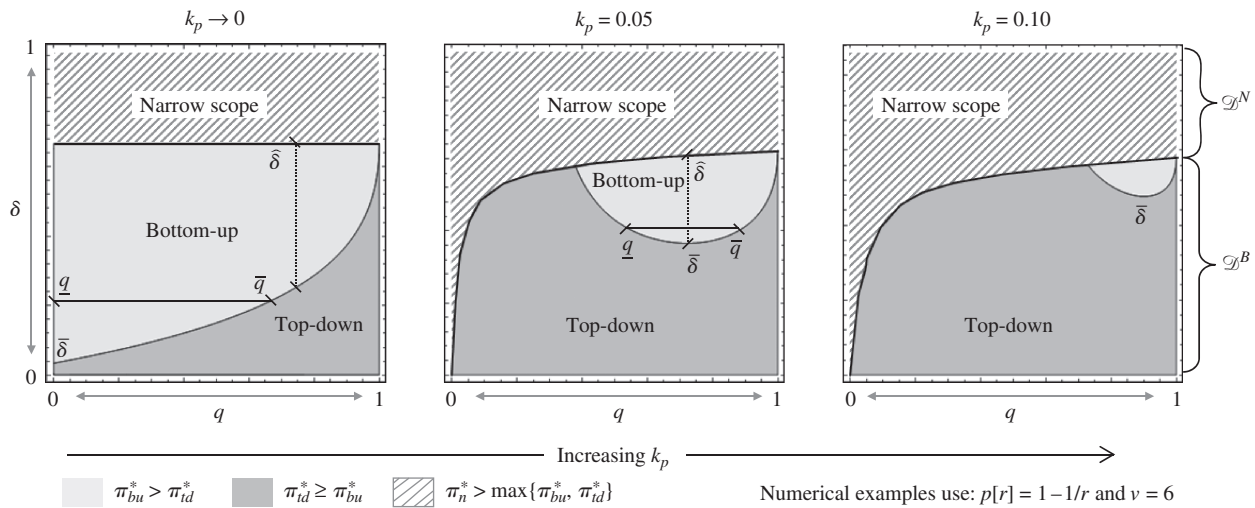 k_p → 0
k_p = 0.05
k_p = 0.10
1
δ
0
Narrow scope
δ̂
Bottom-up
q̲
q̅
δ̅
Top-down
0
1
q
Narrow scope
Bottom-up
δ̂
q̲
q̅
δ̅
Top-down
0
1
q
Narrow scope
δ̅
Top-down
0
1
q
𝒟^N
𝒟^B
Increasing k_p
π*_bu > π*_td
π*_td ≥ π*_bu
π*_n > max{π*_bu, π*_td}
Numerical examples use: p[r] = 1–1/r and v = 6